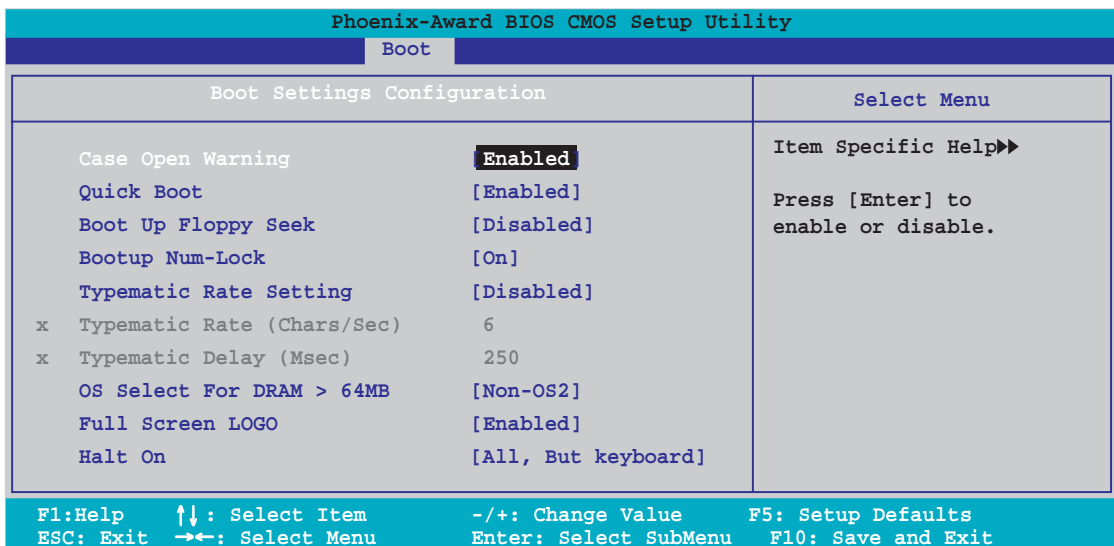 Phoenix-Award BIOS CMOS Setup Utility
Boot
Boot Settings Configuration
Select Menu
Case Open Warning [Enabled]
Quick Boot [Enabled]
Boot Up Floppy Seek [Disabled]
Bootup Num-Lock [On]
Typematic Rate Setting [Disabled]
x Typematic Rate (Chars/Sec) 6
x Typematic Delay (Msec) 250
OS Select For DRAM > 64MB [Non-OS2]
Full Screen LOGO [Enabled]
Halt On [All, But keyboard]
Item Specific Help▶▶
Press [Enter] to
enable or disable.
F1:Help ↑↓ : Select Item -/+: Change Value F5: Setup Defaults
ESC: Exit →←: Select Menu Enter: Select SubMenu F10: Save and Exit